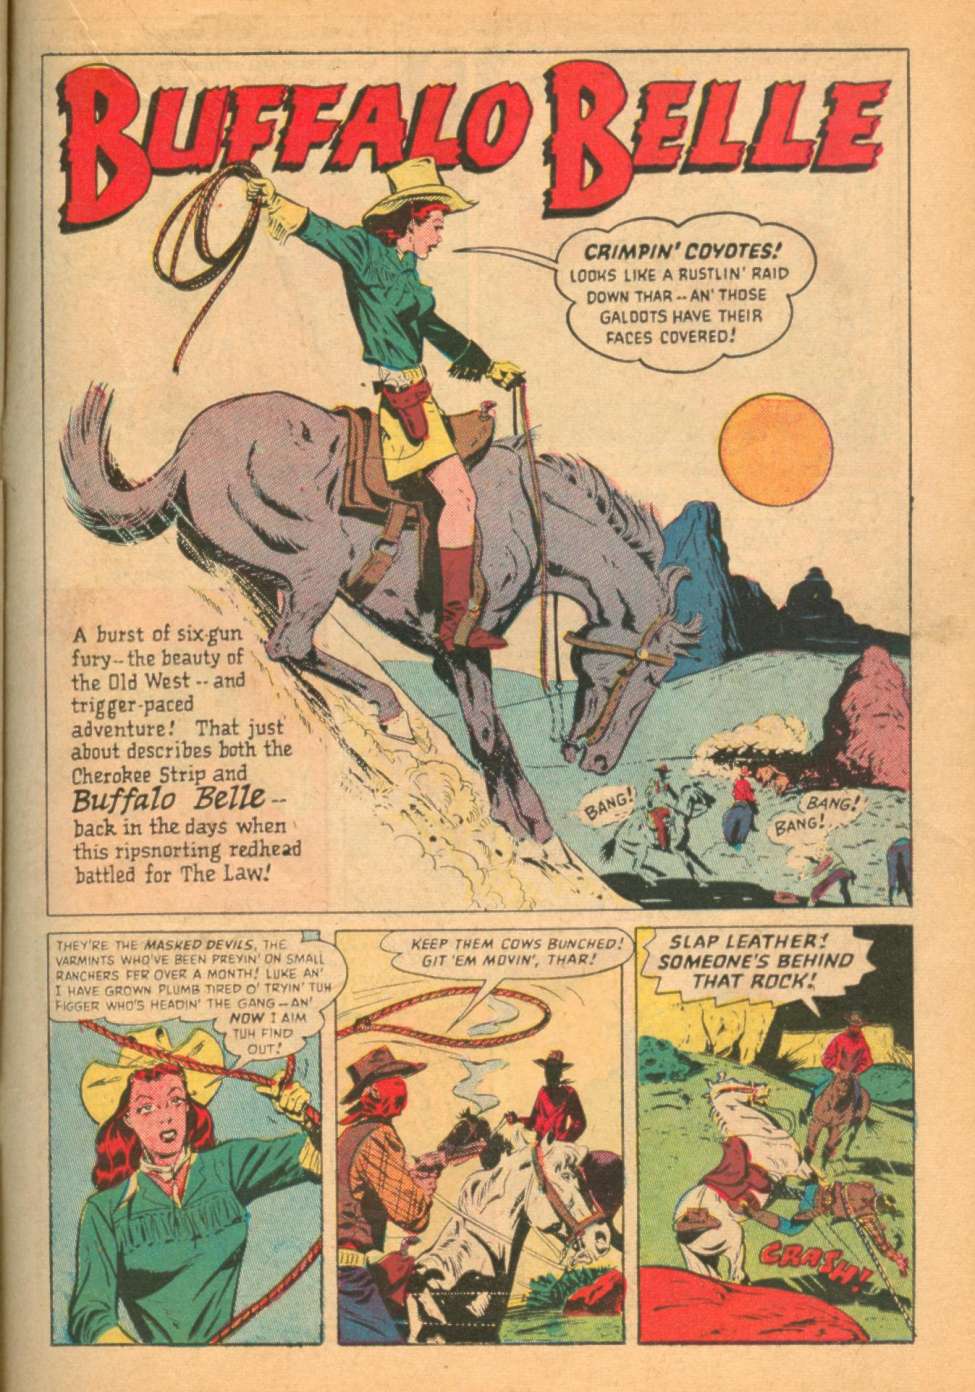 BUFFALO BELLE
CRIMPIN' COYOTES!
LOOKS LIKE A RUSTLIN' RAID
DOWN THAR -- AN' THOSE
GALOOTS HAVE THEIR
FACES COVERED!
A burst of six-gun
fury--the beauty of
the Old West -- and
trigger-paced
adventure! That just
about describes both the
Cherokee Strip and
Buffalo Belle --
back in the days when
this ripsnorting redhead
battled for The Law!
BANG!
BANG!
BANG!
THEY'RE THE MASKED DEVILS, THE
VARMINTS WHO'VE BEEN PREYIN' ON SMALL
RANCHERS FER OVER A MONTH! LUKE AN'
I HAVE GROWN PLUMB TIRED O' TRYIN' TUH
FIGGER WHO'S HEADIN' THE GANG -- AN'
NOW I AIM
TUH FIND
OUT!
KEEP THEM COWS BUNCHED!
GIT 'EM MOVIN', THAR!
SLAP LEATHER!
SOMEONE'S BEHIND
THAT ROCK!
CRASH!